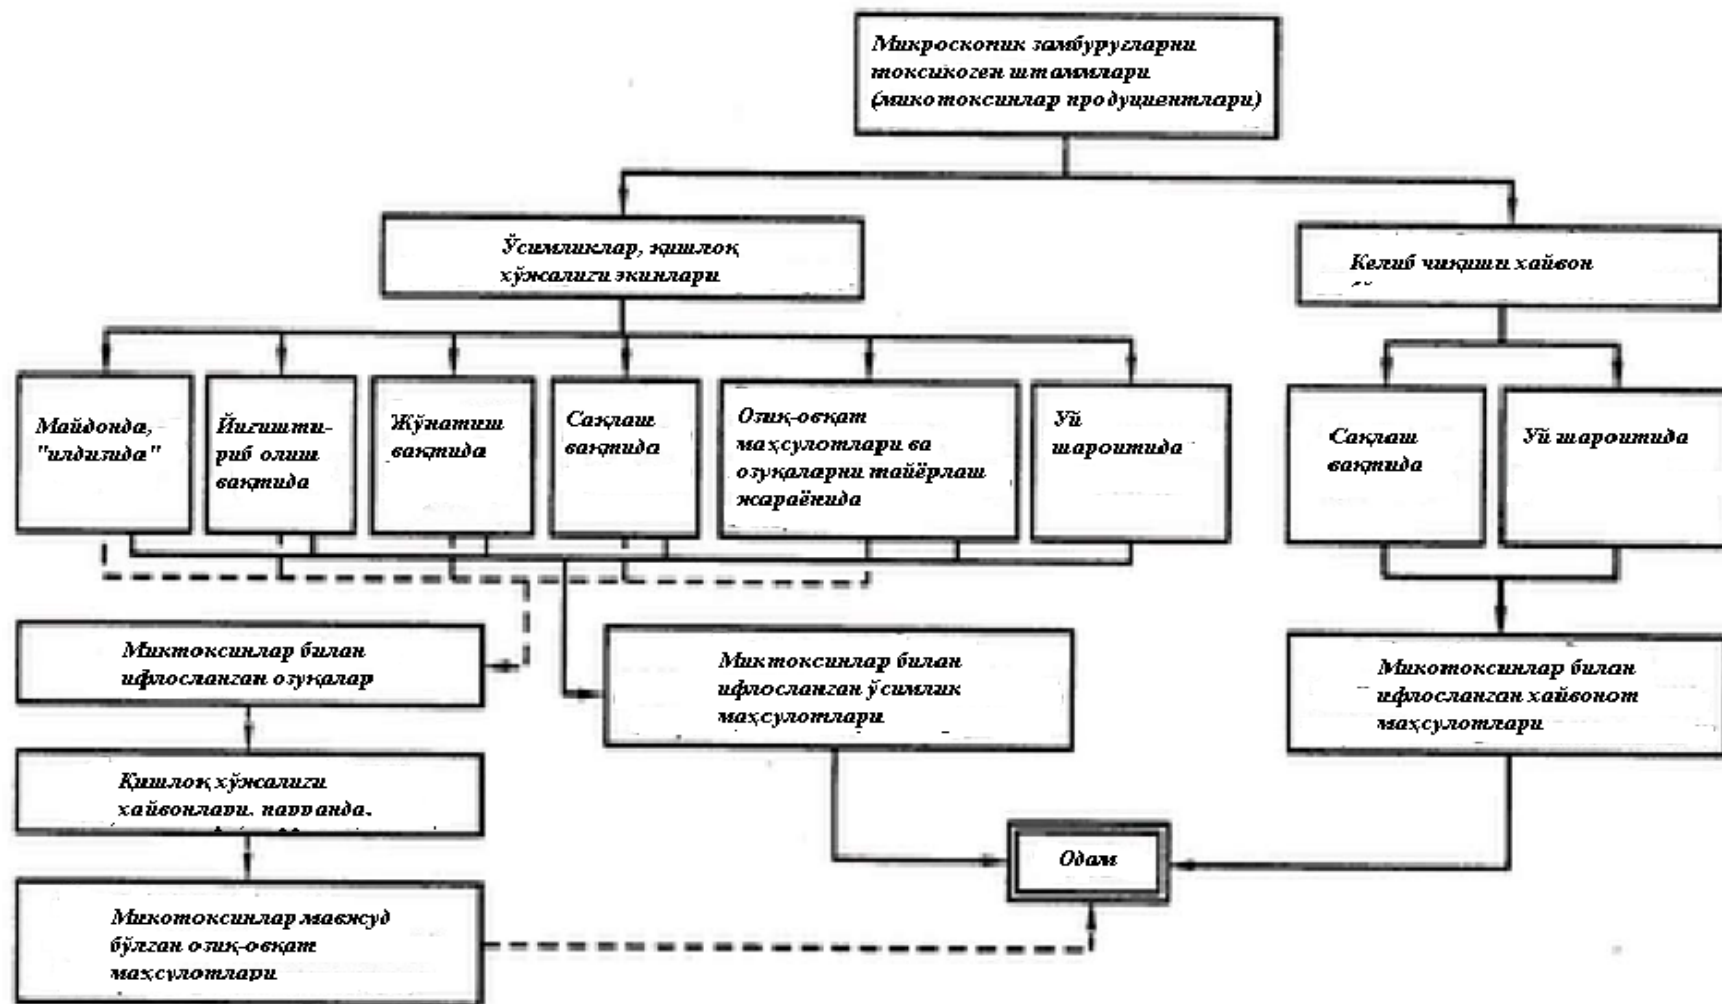 Микроскопик замбуругларни
токсикоген штаммлари
(микотоксинлар продуциентлари)
Ўсимликлар, қишлоқ
хўжалиги экинлари
Келиб чиқиши хайвон
Майдонда,
"илдизида"
Йиғишти-
риб олиш
вақтида
Жўнатиш
вақтида
Сақлаш
вақтида
Озиқ-овқат
маҳсулотлари ва
озуқаларни тайёрлаш
жараёнида
Уй
шароитида
Сақлаш
вақтида
Уй шароитида
Миктоксинлар билан
ифлосланган озуқалар
Миктоксинлар билан
ифлосланган ўсимлик
маҳсулотлари
Микотоксинлар билан
ифлосланган хайвонот
маҳсулотлари
Қишлоқ хўжалиги
хайвонлари, парранда,
Одам
Микотоксинлар мавжуд
бўлган озиқ-овқат
маҳсулотлари